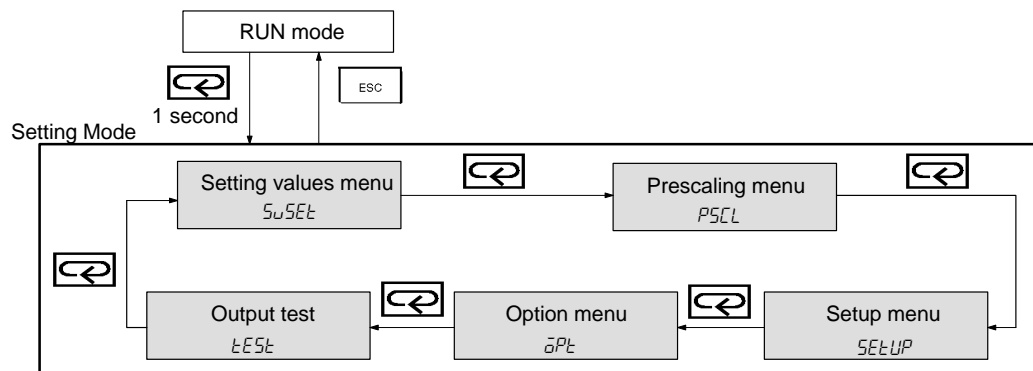 RUN mode
ESC
1 second
Setting Mode
Setting values menu
SvSEt
Prescaling menu
PSCL
Output test
tESt
Option menu
oPt
Setup menu
SEtUP